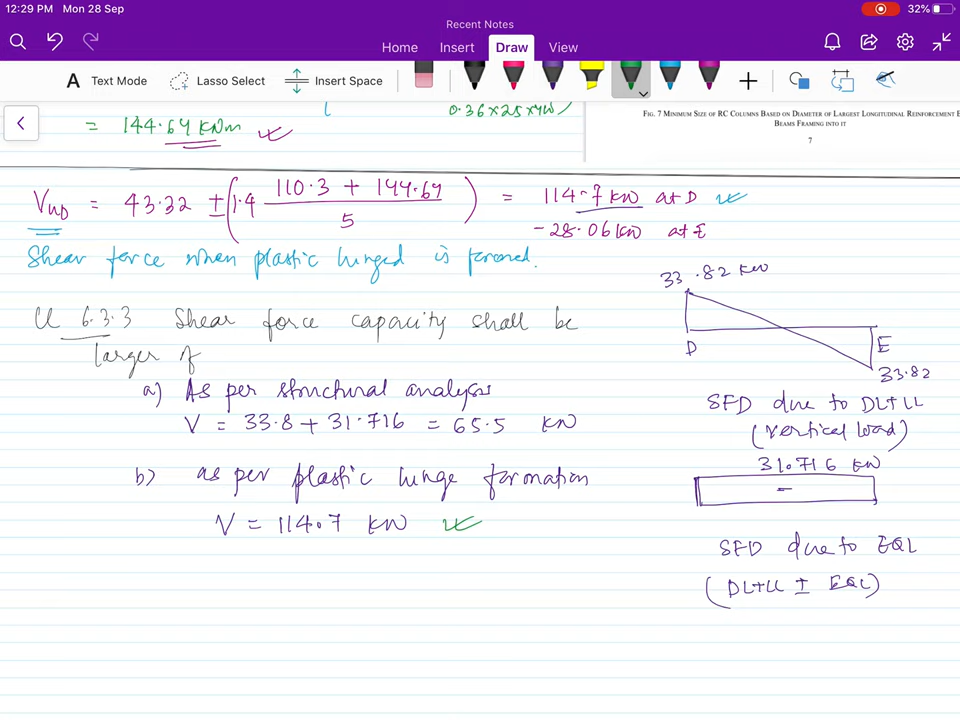 12:29 PM Mon 28 Sep
32%
Recent Notes
Home Insert Draw View
Text Mode Lasso Select Insert Space
0.36x25x400
= 144.64 kNm
FIG. 7 MINIMUM SIZE OF RC COLUMNS BASED ON DIAMETER OF LARGEST LONGITUDINAL REINFORCEMENT
BEAMS FRAMING INTO IT
7
= 43.32 ± (1.4 (110.3 + 144.64) / 5) = 114.7 kN at D
-28.06 kN at E
Shear force when plastic hinged is formed.
33.82 kN
D
E
33.82
Cl 6.3.3 Shear force capacity shall be
larger of
a) As per structural analysis
V = 33.8 + 31.716 = 65.5 kN
SFD due to DL+LL
(vertical load)
31.716 kN
-
b) as per plastic hinge formation
V = 114.7 kN
SFD due to EQL
(DL+LL ± EQL)